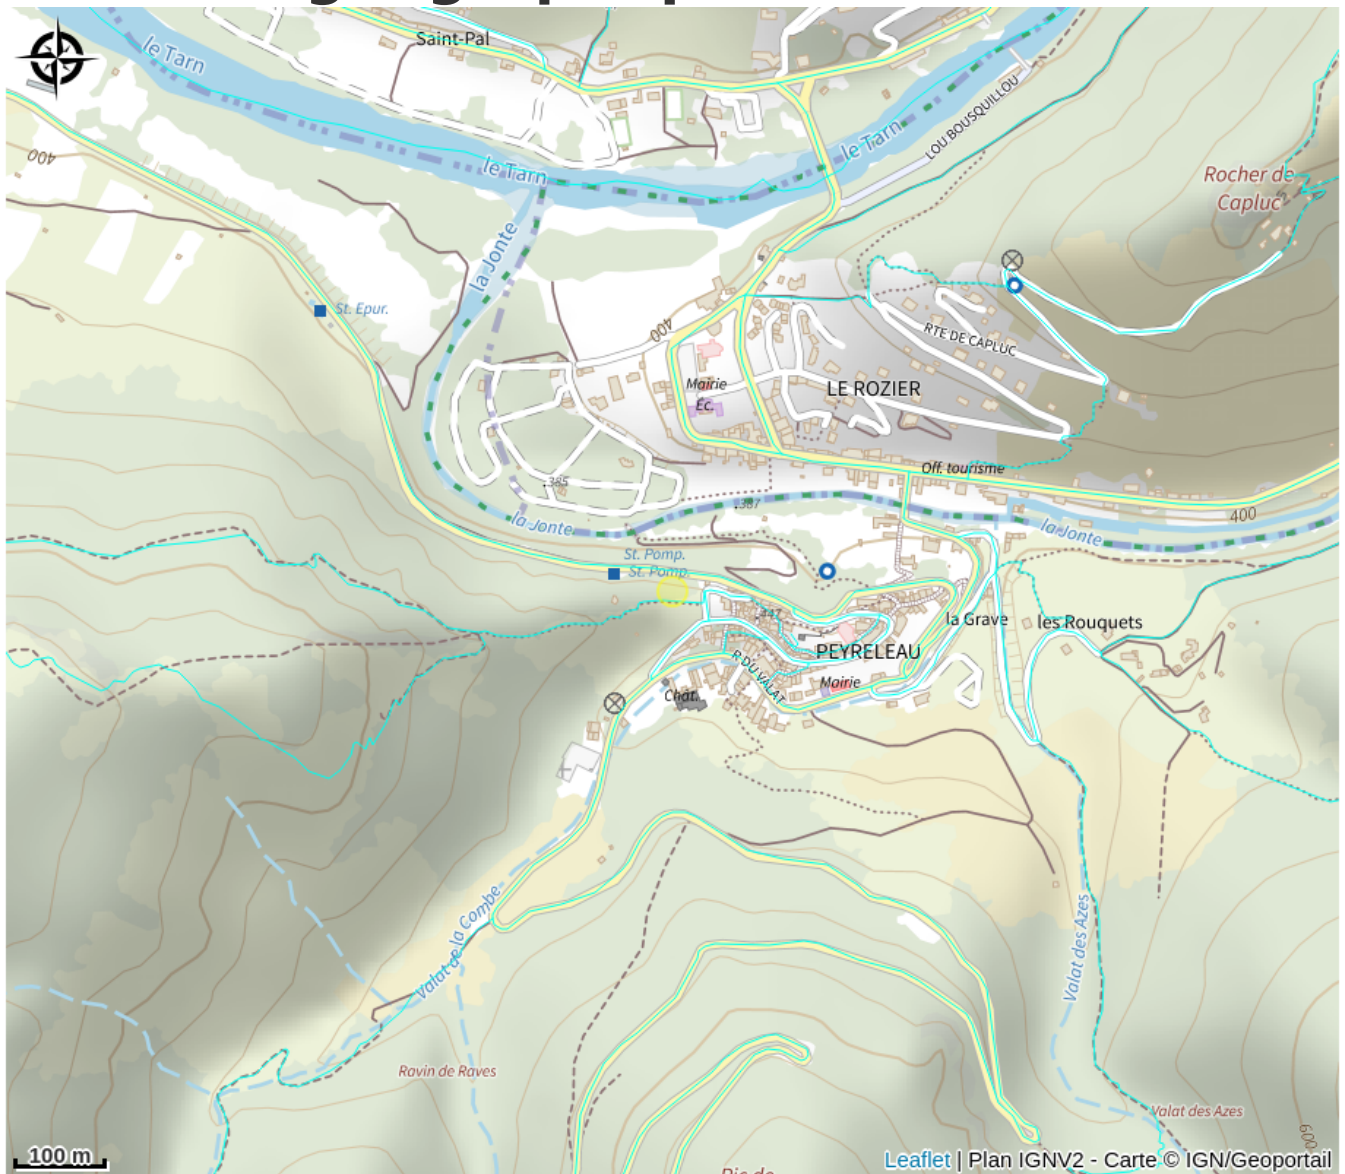 Saint-Pal
le Tarn
le Tarn
le Tarn
LOU BOUSQUILLOU
400
Rocher de
Capluc
la Jonte
St. Epur.
400
RTE DE CAPLUC
Mairie
Éc.
LE ROZIER
Off. tourisme
.385
.387
la Jonte
la Jonte
400
St. Pomp.
St. Pomp.
.447
la Grave
les Rouquets
PEYRELEAU
R DU VALAT
Mairie
Chât.
Valat de la Combe
Valat des Azes
Ravin de Raves
Valat des Azes
600
100 m
Leaflet | Plan IGNV2 - Carte © IGN/Geoportail